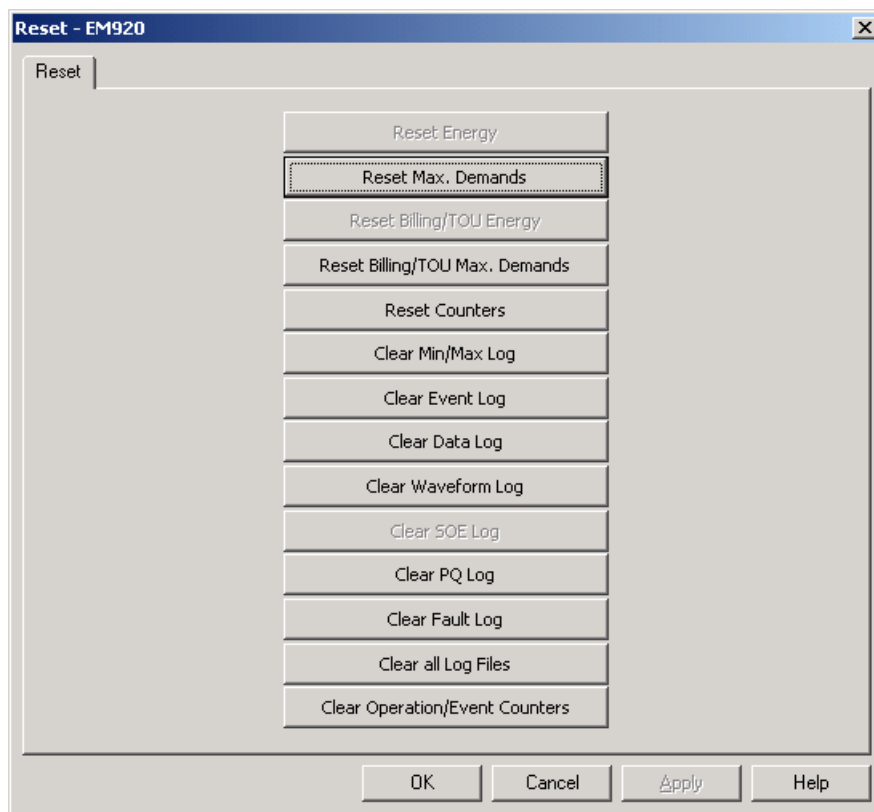 Reset - EM920
Reset
Reset Energy
Reset Max. Demands
Reset Billing/TOU Energy
Reset Billing/TOU Max. Demands
Reset Counters
Clear Min/Max Log
Clear Event Log
Clear Data Log
Clear Waveform Log
Clear SOE Log
Clear PQ Log
Clear Fault Log
Clear all Log Files
Clear Operation/Event Counters
OK Cancel Apply Help